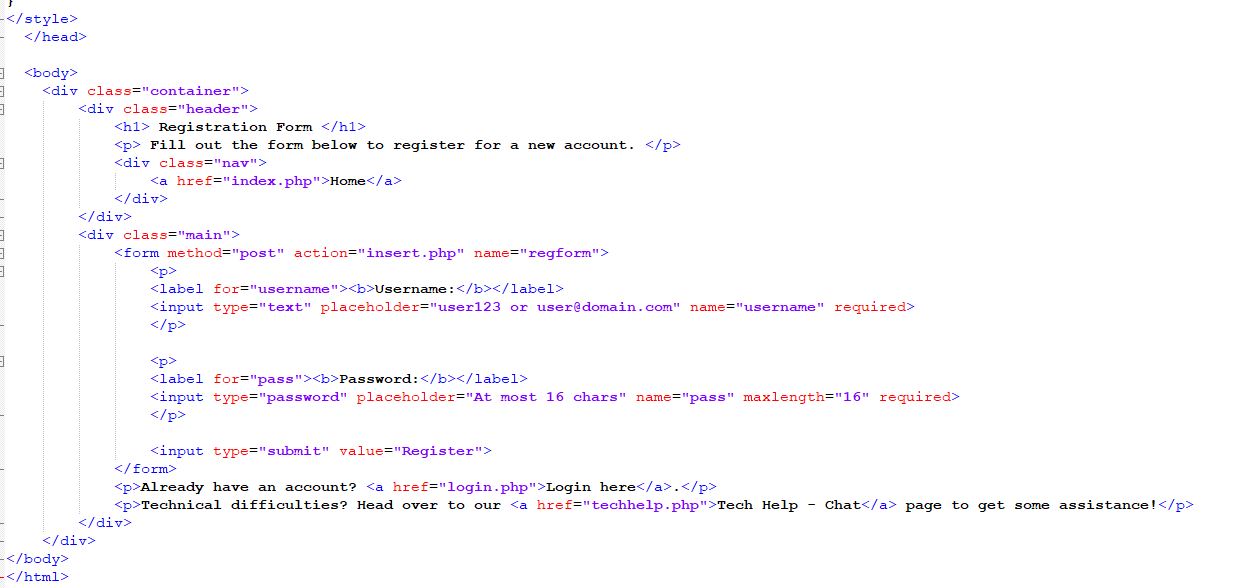 }
</style>
</head>
<body>
<div class="container">
<div class="header">
<h1> Registration Form </h1>
<p> Fill out the form below to register for a new account. </p>
<div class="nav">
<a href="index.php">Home</a>
</div>
</div>
<div class="main">
<form method="post" action="insert.php" name="regform">
<p>
<label for="username"><b>Username:</b></label>
<input type="text" placeholder="user123 or user@domain.com" name="username" required>
</p>
<p>
<label for="pass"><b>Password:</b></label>
<input type="password" placeholder="At most 16 chars" name="pass" maxlength="16" required>
</p>
<input type="submit" value="Register">
</form>
<p>Already have an account? <a href="login.php">Login here</a>.</p>
<p>Technical difficulties? Head over to our <a href="techhelp.php">Tech Help - Chat</a> page to get some assistance!</p>
</div>
</div>
</body>
</html>